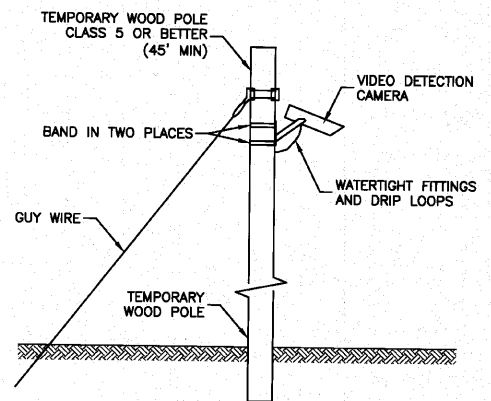 TEMPORARY WOOD POLE
CLASS 5 OR BETTER
(45' MIN)
VIDEO DETECTION
CAMERA
BAND IN TWO PLACES
WATERTIGHT FITTINGS
AND DRIP LOOPS
GUY WIRE
TEMPORARY
WOOD POLE